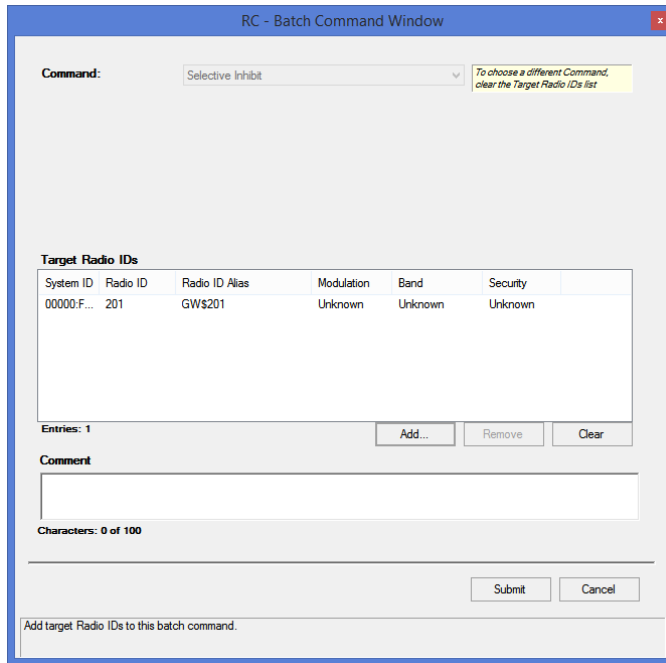 RC - Batch Command Window
x
Command:
Selective Inhibit
To choose a different Command,
clear the Target Radio IDs list
Target Radio IDs
System ID Radio ID Radio ID Alias Modulation Band Security
00000:F... 201 GW$201 Unknown Unknown Unknown
Entries: 1
Add... Remove Clear
Comment
Characters: 0 of 100
Submit Cancel
Add target Radio IDs to this batch command.